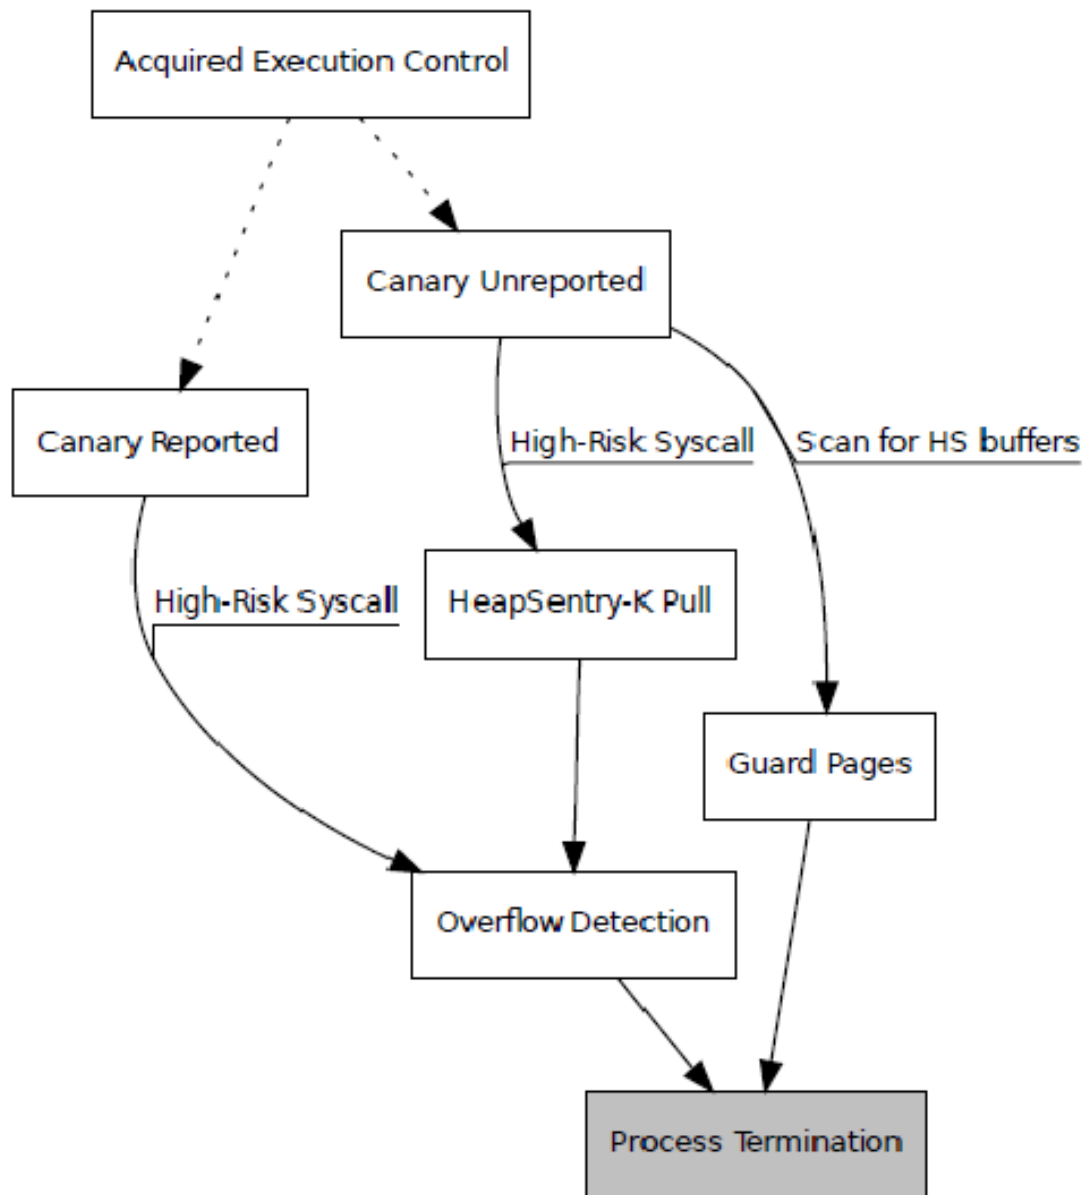 Acquired Execution Control
Canary Unreported
Canary Reported
High-Risk Syscall
Scan for HS buffers
High-Risk Syscall
HeapSentry-K Pull
Guard Pages
Overflow Detection
Process Termination